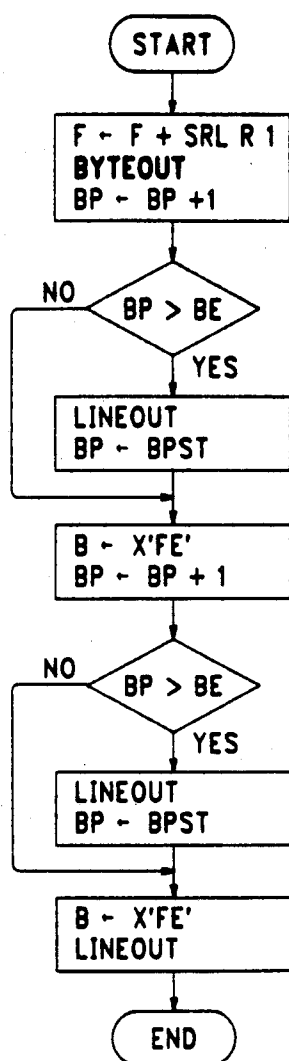 START
F ← F + SRL R 1
BYTEOUT
BP ← BP +1
BP > BE
NO
YES
LINEOUT
BP ← BPST
B ← X'FE'
BP ← BP + 1
BP > BE
NO
YES
LINEOUT
BP ← BPST
B ← X'FE'
LINEOUT
END